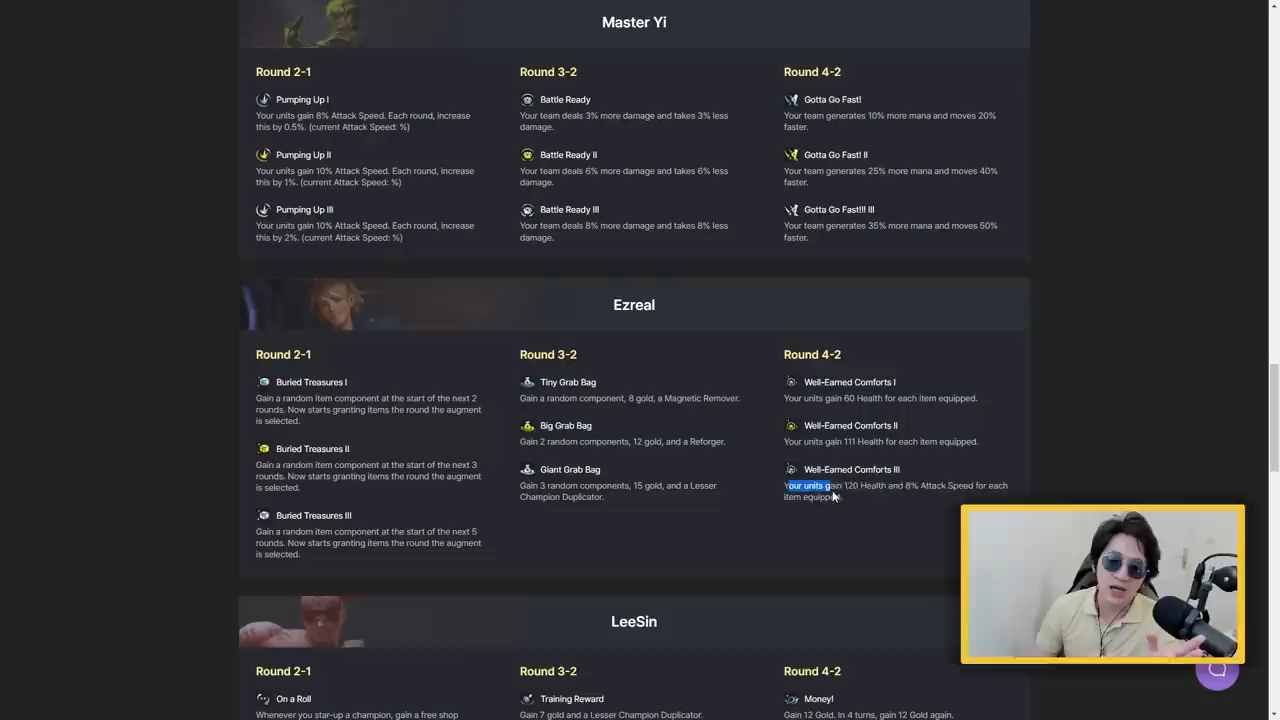 Master Yi
Round 2-1
Pumping Up I
Your units gain 8% Attack Speed. Each round, increase
this by 0.5%. (current Attack Speed: %)
Pumping Up II
Your units gain 10% Attack Speed. Each round, increase
this by 1%. (current Attack Speed: %)
Pumping Up III
Your units gain 10% Attack Speed. Each round, increase
this by 2%. (current Attack Speed: %)
Round 3-2
Battle Ready
Your team deals 3% more damage and takes 3% less
damage.
Battle Ready II
Your team deals 6% more damage and takes 6% less
damage.
Battle Ready III
Your team deals 8% more damage and takes 8% less
damage.
Round 4-2
Gotta Go Fast!
Your team generates 10% more mana and moves 20%
faster.
Gotta Go Fast! II
Your team generates 25% more mana and moves 40%
faster.
Gotta Go Fast!!! III
Your team generates 35% more mana and moves 50%
faster.
Ezreal
Round 2-1
Buried Treasures I
Gain a random item component at the start of the next 2
rounds. Now starts granting items the round the augment
is selected.
Buried Treasures II
Gain a random item component at the start of the next 3
rounds. Now starts granting items the round the augment
is selected.
Buried Treasures III
Gain a random item component at the start of the next 5
rounds. Now starts granting items the round the augment
is selected.
Round 3-2
Tiny Grab Bag
Gain a random component, 8 gold, a Magnetic Remover.
Big Grab Bag
Gain 2 random components, 12 gold, and a Reforger.
Giant Grab Bag
Gain 3 random components, 15 gold, and a Lesser
Champion Duplicator.
Round 4-2
Well-Earned Comforts I
Your units gain 60 Health for each item equipped.
Well-Earned Comforts II
Your units gain 111 Health for each item equipped.
Well-Earned Comforts III
Your units gain 120 Health and 8% Attack Speed for each
item equipped.
LeeSin
Round 2-1
On a Roll
Whenever you star-up a champion, gain a free shop
Round 3-2
Training Reward
Gain 7 gold and a Lesser Champion Duplicator.
Round 4-2
Money!
Gain 12 Gold. In 4 turns, gain 12 Gold again.